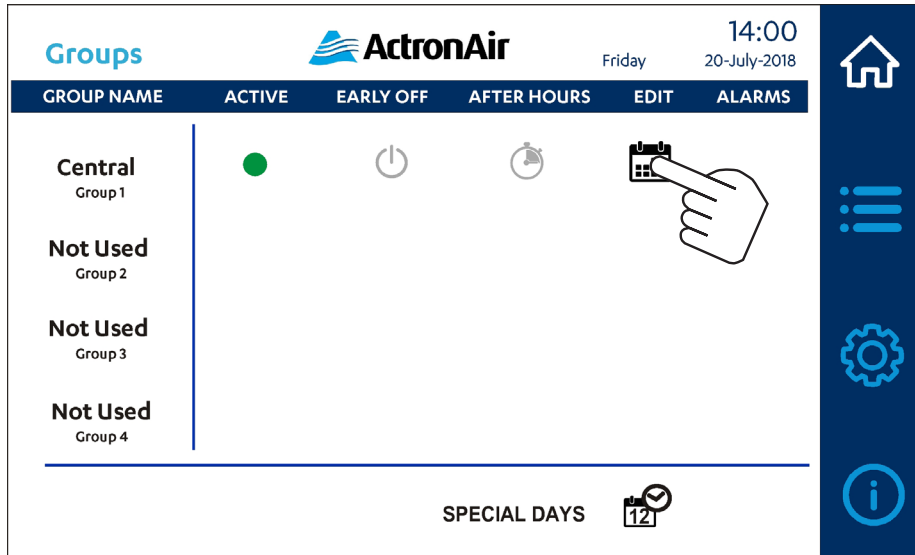 Groups
ActronAir
Friday
14:00
20-July-2018
GROUP NAME ACTIVE EARLY OFF AFTER HOURS EDIT ALARMS
Central
Group 1
Not Used
Group 2
Not Used
Group 3
Not Used
Group 4
SPECIAL DAYS
12
i